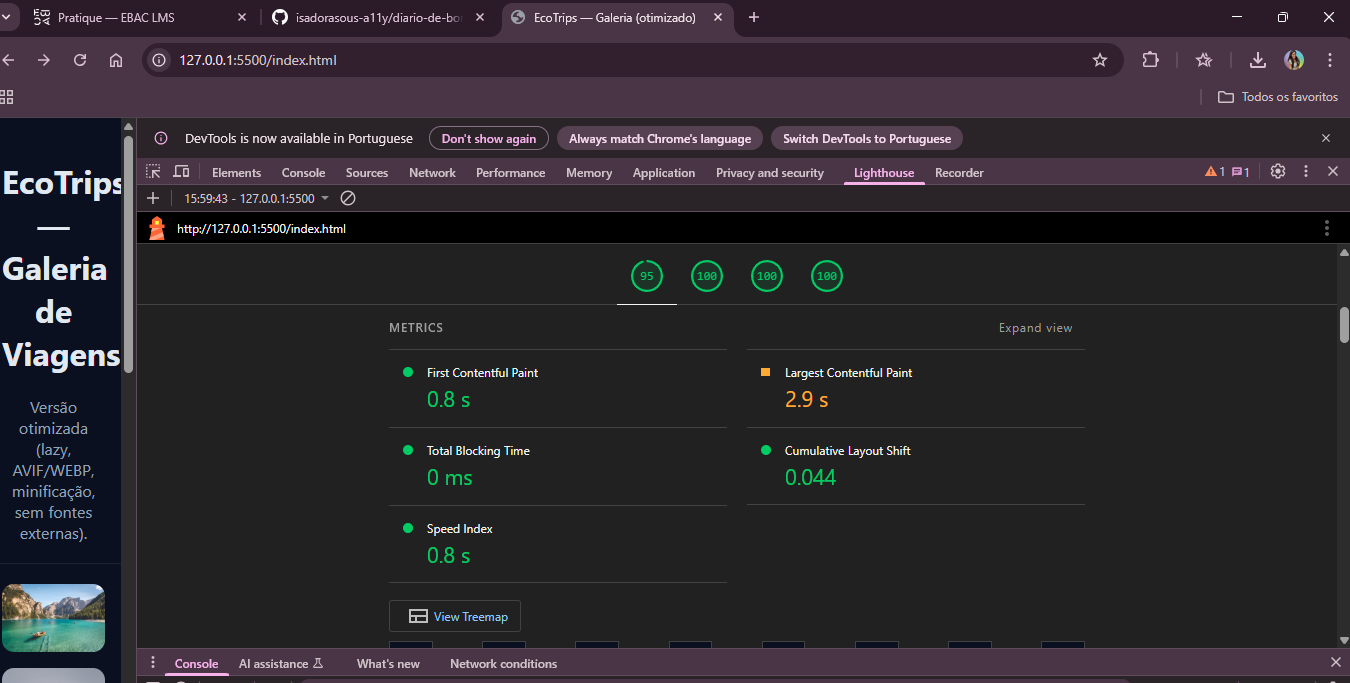 Pratique — EBAC LMS
isadorasous-a11y/diario-de-bor
EcoTrips — Galeria (otimizado)
127.0.0.1:5500/index.html
Todos os favoritos
DevTools is now available in Portuguese
Don't show again
Always match Chrome's language
Switch DevTools to Portuguese
Elements Console Sources Network Performance Memory Application Privacy and security Lighthouse Recorder
1 1
15:59:43 - 127.0.0.1:5500
http://127.0.0.1:5500/index.html
EcoTrips
—
Galeria
de
Viagens
Versão
otimizada
(lazy,
AVIF/WEBP,
minificação,
sem fontes
externas).
95 100 100 100
METRICS
Expand view
First Contentful Paint
0.8 s
Largest Contentful Paint
2.9 s
Total Blocking Time
0 ms
Cumulative Layout Shift
0.044
Speed Index
0.8 s
View Treemap
Console AI assistance What's new Network conditions